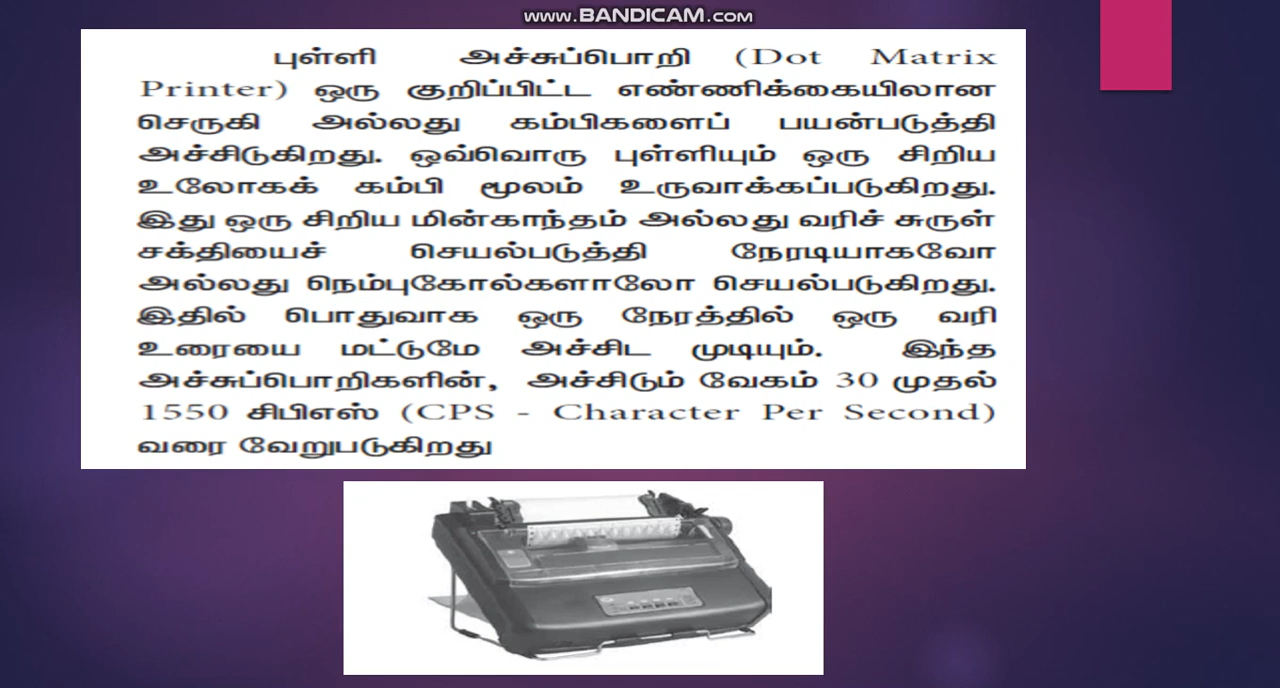 www.BANDICAM.com
புள்ளி அச்சுப்பொறி (Dot Matrix
Printer) ஒரு குறிப்பிட்ட எண்ணிக்கையிலான
செருகி அல்லது கம்பிகளைப் பயன்படுத்தி
அச்சிடுகிறது. ஒவ்வொரு புள்ளியும் ஒரு சிறிய
உலோகக் கம்பி மூலம் உருவாக்கப்படுகிறது.
இது ஒரு சிறிய மின்காந்தம் அல்லது வரிச் சுருள்
சக்தியைச் செயல்படுத்தி நேரடியாகவோ
அல்லது நெம்புகோல்களாலோ செயல்படுகிறது.
இதில் பொதுவாக ஒரு நேரத்தில் ஒரு வரி
உரையை மட்டுமே அச்சிட முடியும். இந்த
அச்சுப்பொறிகளின், அச்சிடும் வேகம் 30 முதல்
1550 சிபிஎஸ் (CPS - Character Per Second)
வரை வேறுபடுகிறது